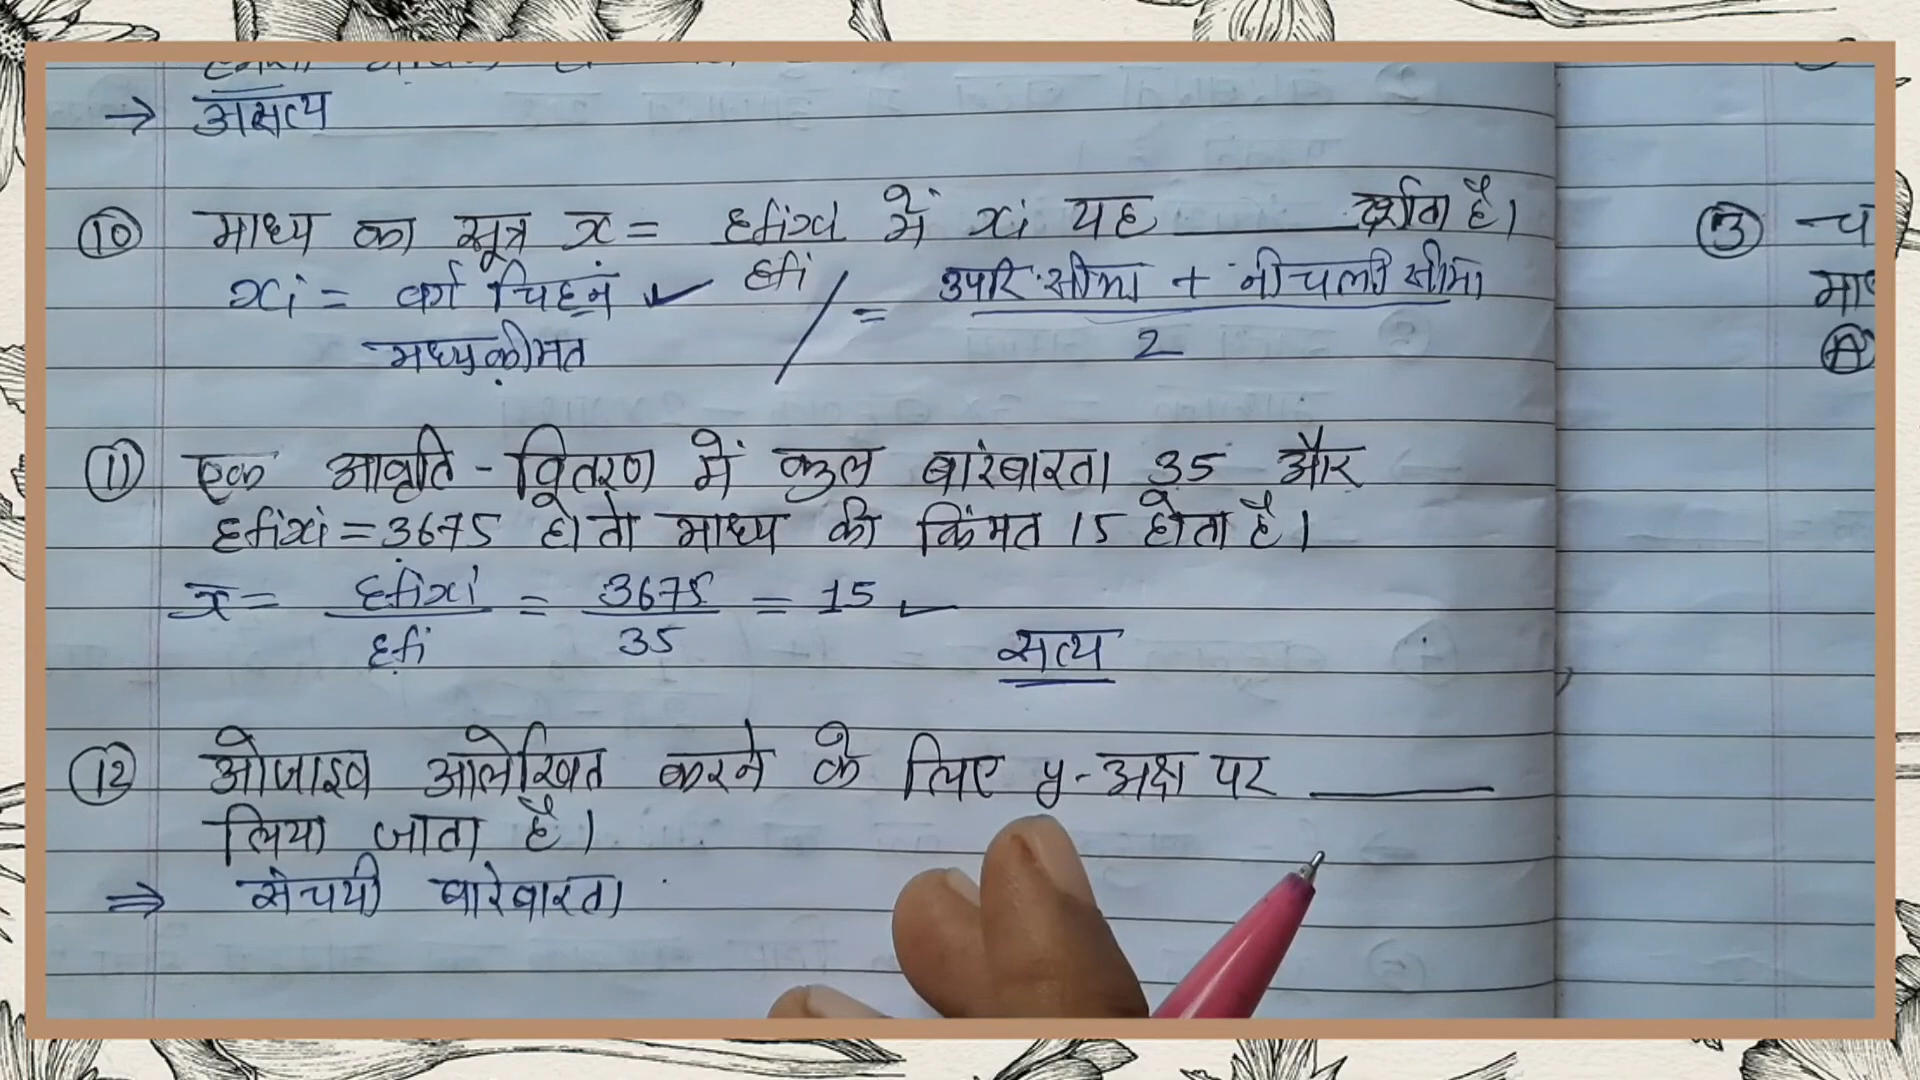 → असत्य
⑩ माध्य का सूत्र x = Σfixi में xi यह ______ दर्शाता है।
Σfi
xi = वर्ग चिह्न ✓ / = उपरि सीमा + नीचली सीमा
मध्यकीमत 2
⑪ एक आवृति - वितरण में कुल बारंबारता 35 और
Σfixi = 3675 हो तो माध्य की किंमत 15 होता है।
x̄ = Σfixi = 3675 = 15 ✓
Σfi 35 सत्य
⑫ ओजाइव आलेखित करने के लिए y-अक्ष पर ______
लिया जाता है।
⇒ संचयी बारंबारता
③ च
Ⓐ